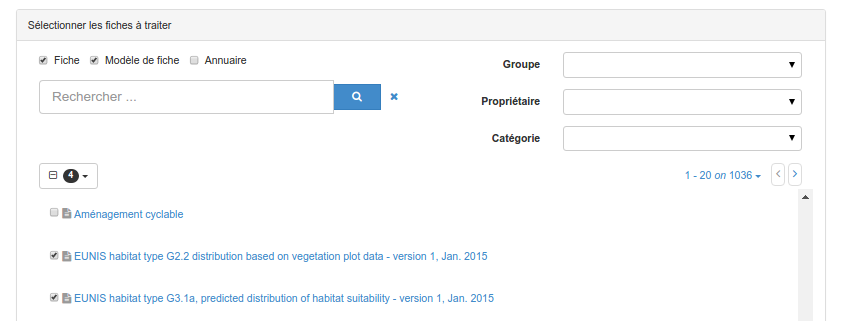 Sélectionner les fiches à traiter
Fiche Modèle de fiche Annuaire
Groupe
Rechercher ...
Propriétaire
Catégorie
4
1 - 20 on 1036
Aménagement cyclable
EUNIS habitat type G2.2 distribution based on vegetation plot data - version 1, Jan. 2015
EUNIS habitat type G3.1a, predicted distribution of habitat suitability - version 1, Jan. 2015